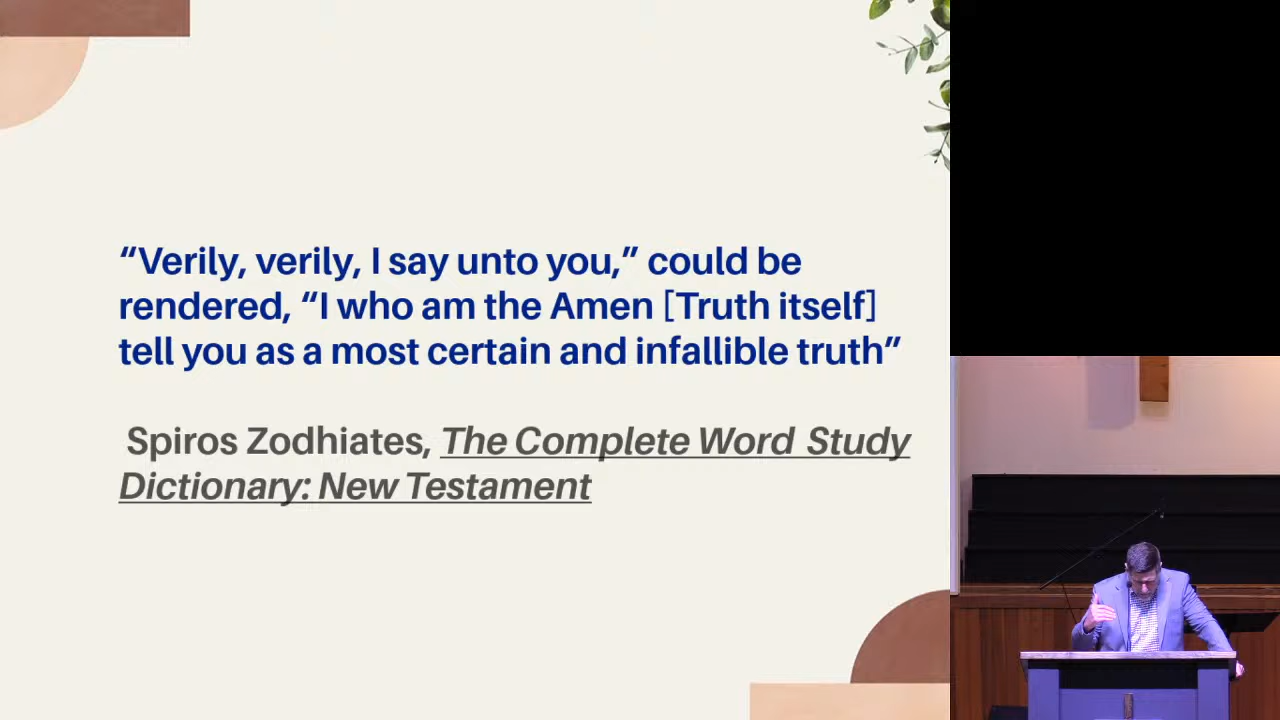 “Verily, verily, I say unto you,” could be
rendered, “I who am the Amen [Truth itself]
tell you as a most certain and infallible truth”
Spiros Zodhiates, The Complete Word Study
Dictionary: New Testament